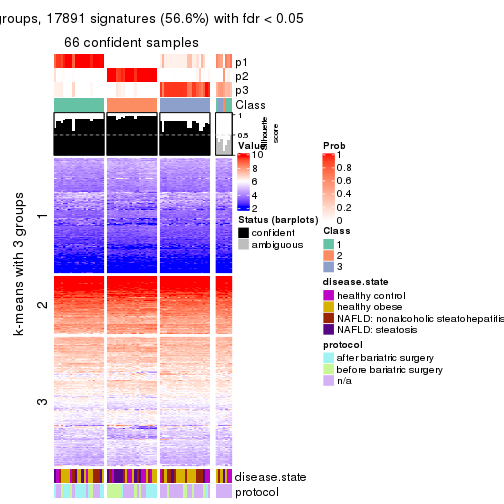 groups, 17891 signatures (56.6%) with fdr < 0.05
66 confident samples
p1
p2
p3
Class
1
0.5
0
Silhouette
score
k-means with 3 groups
1
2
3
disease.state
protocol
Value
10
8
6
4
2
Status (barplots)
confident
ambiguous
Prob
1
0.8
0.6
0.4
0.2
0
Class
1
2
3
disease.state
healthy control
healthy obese
NAFLD: nonalcoholic steatohepatitis
NAFLD: steatosis
protocol
after bariatric surgery
before bariatric surgery
n/a